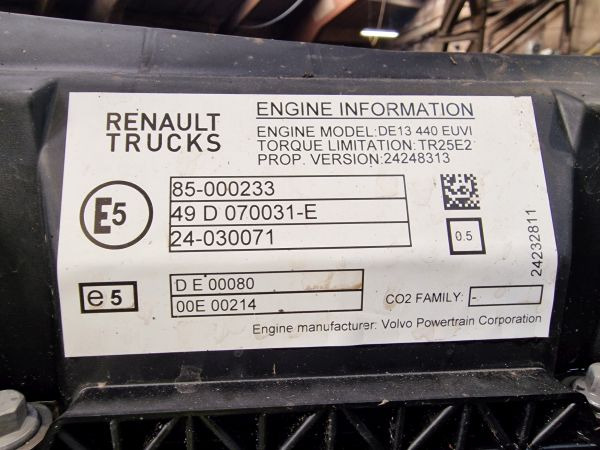 RENAULT
TRUCKS
ENGINE INFORMATION
ENGINE MODEL:DE13 440 EUVI
TORQUE LIMITATION:TR25E2
PROP. VERSION:24248313
E5
85-000233
49 D 070031-E
24-030071
0.5
24232811
e5
D E 00080
00E 00214
CO2 FAMILY: -
Engine manufacturer: Volvo Powertrain Corporation